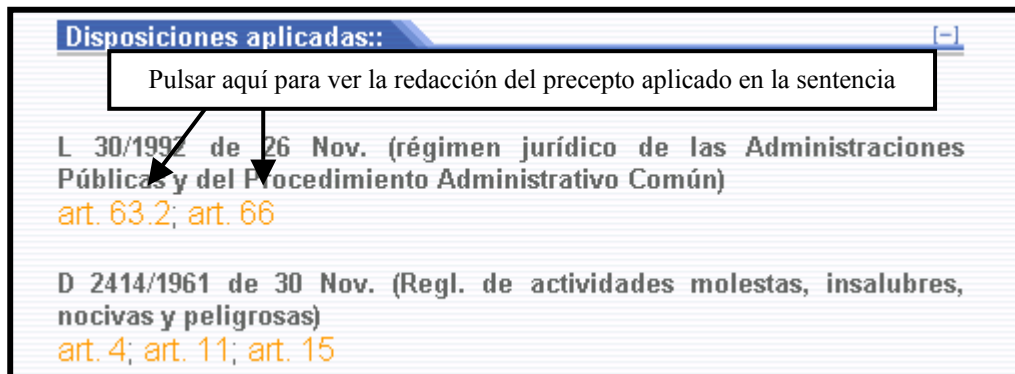 Disposiciones aplicadas:: [–]
Pulsar aquí para ver la redacción del precepto aplicado en la sentencia
L 30/1992 de 26 Nov. (régimen jurídico de las Administraciones
Públicas y del Procedimiento Administrativo Común)
art. 63.2; art. 66
D 2414/1961 de 30 Nov. (Regl. de actividades molestas, insalubres,
nocivas y peligrosas)
art. 4; art. 11; art. 15